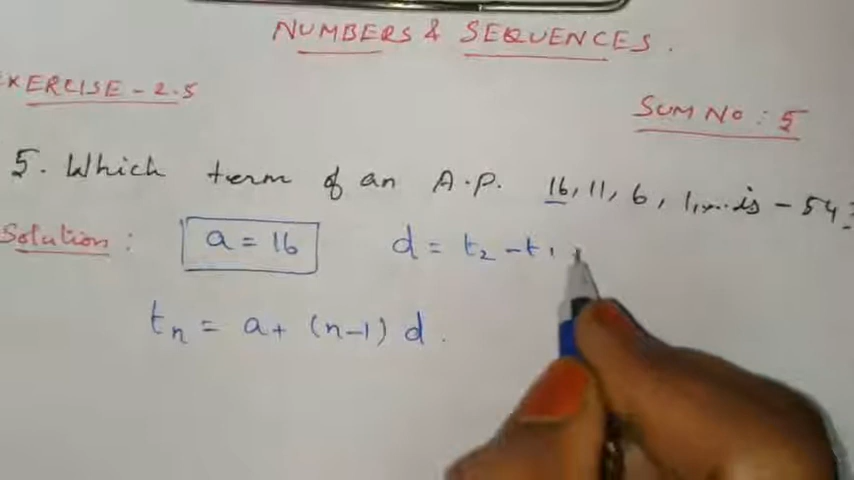 NUMBERS & SEQUENCES.
EXERCISE - 2.5
SUM NO : 5
5. Which term of an A.P. 16, 11, 6, 1,... is - 54?
Solution : a = 16 d = t₂ - t₁
tₙ = a + (n-1) d.